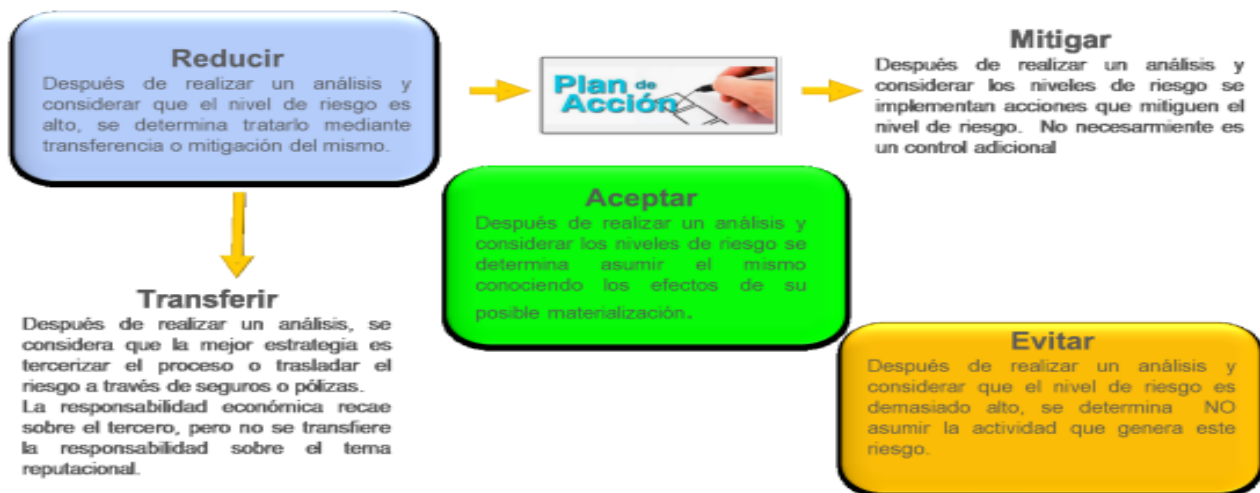 Reducir
Después de realizar un análisis y
considerar que el nivel de riesgo es
alto, se determina tratarlo mediante
transferencia o mitigación del mismo.
Plan de
Acción
Mitigar
Después de realizar un análisis y
considerar los niveles de riesgo se
implementan acciones que mitiguen el
nivel de riesgo. No necesarmiente es
un control adicional
Aceptar
Después de realizar un análisis y
considerar los niveles de riesgo se
determina asumir el mismo
conociendo los efectos de su
posible materialización.
Transferir
Después de realizar un análisis, se
considera que la mejor estrategia es
tercerizar el proceso o trasladar el
riesgo a través de seguros o pólizas.
La responsabilidad económica recae
sobre el tercero, pero no se transfiere
la responsabilidad sobre el tema
reputacional.
Evitar
Después de realizar un análisis y
considerar que el nivel de riesgo es
demasiado alto, se determina NO
asumir la actividad que genera este
riesgo.